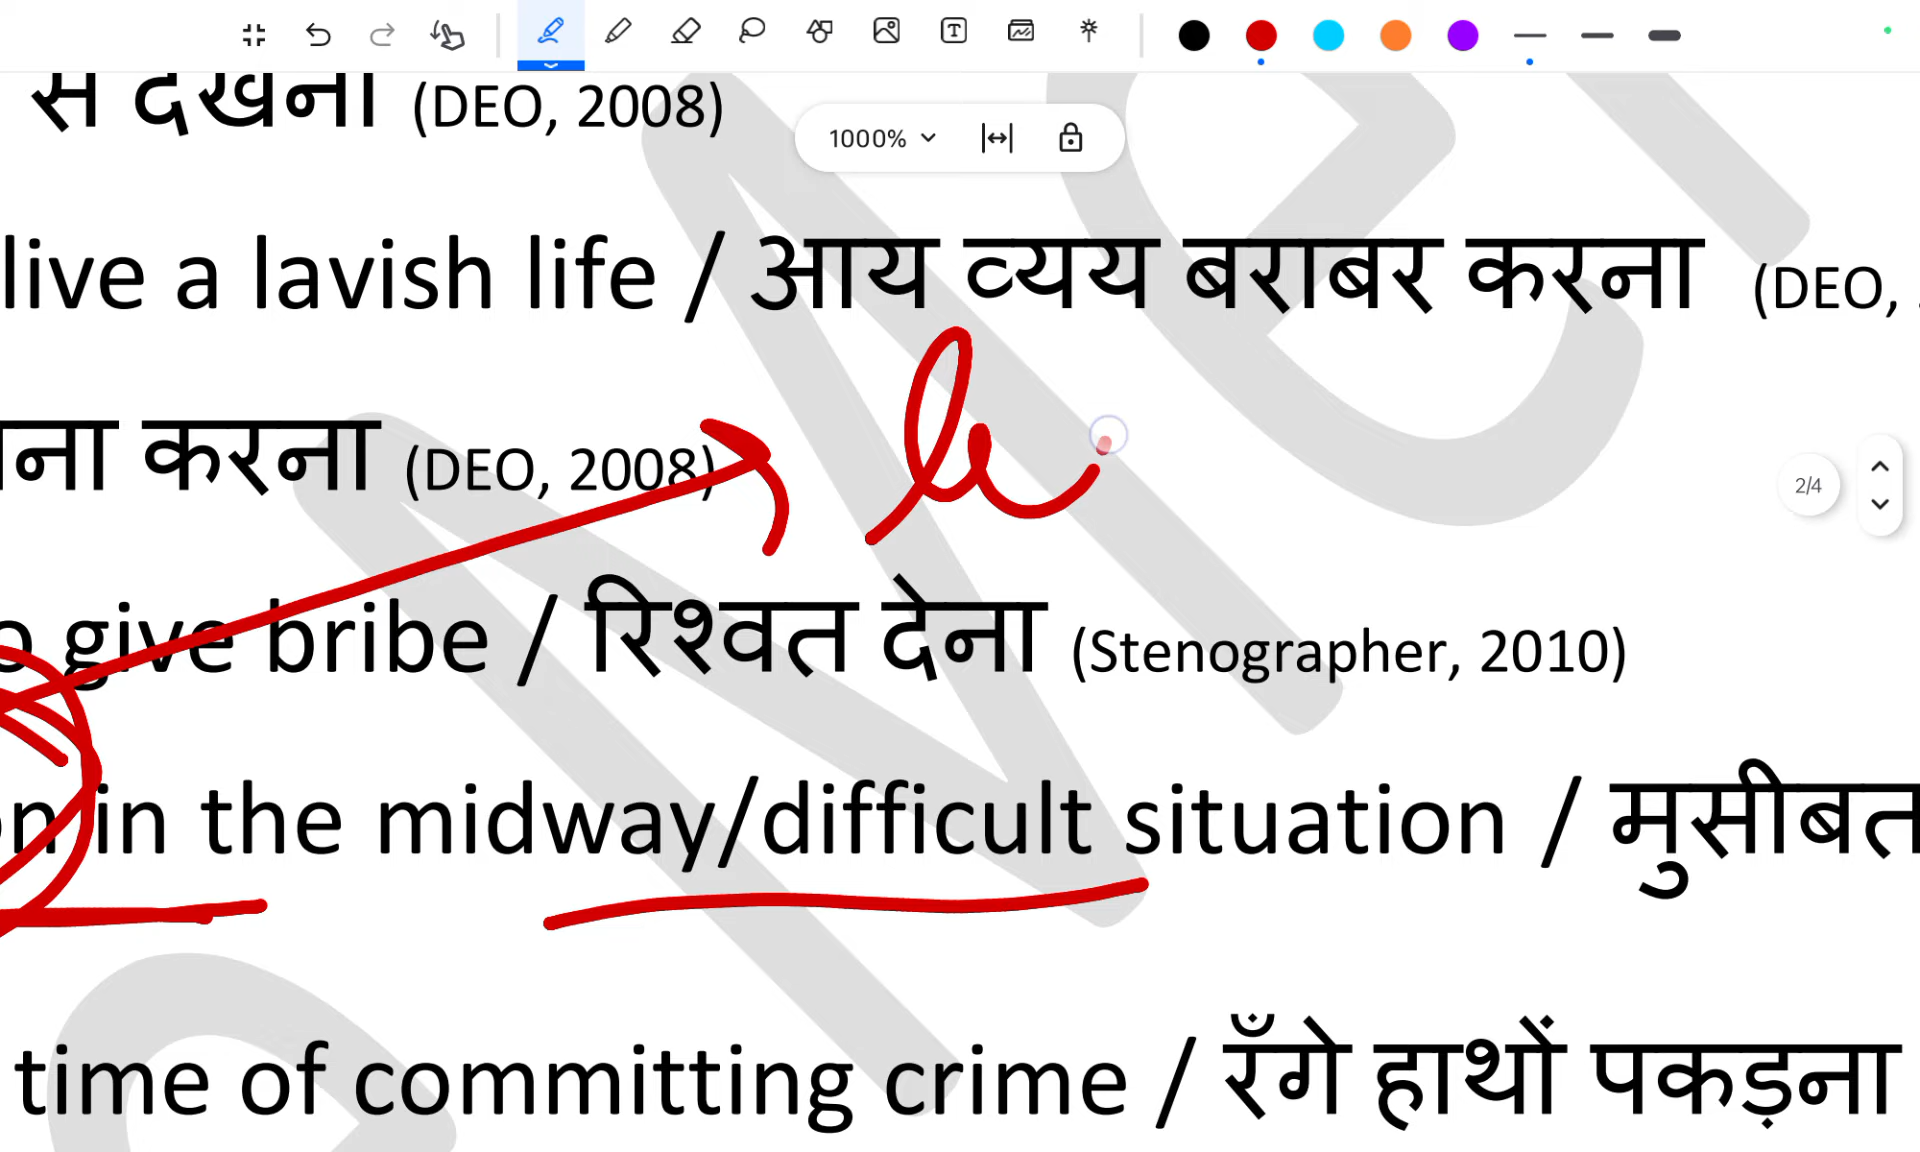 से देखना (DEO, 2008)
1000%
live a lavish life / आय व्यय बराबर करना (DEO,
ना करना (DEO, 2008)
2/4
o give bribe / रिश्वत देना (Stenographer, 2010)
on in the midway/difficult situation / मुसीबत
time of committing crime / रँगे हाथों पकड़ना